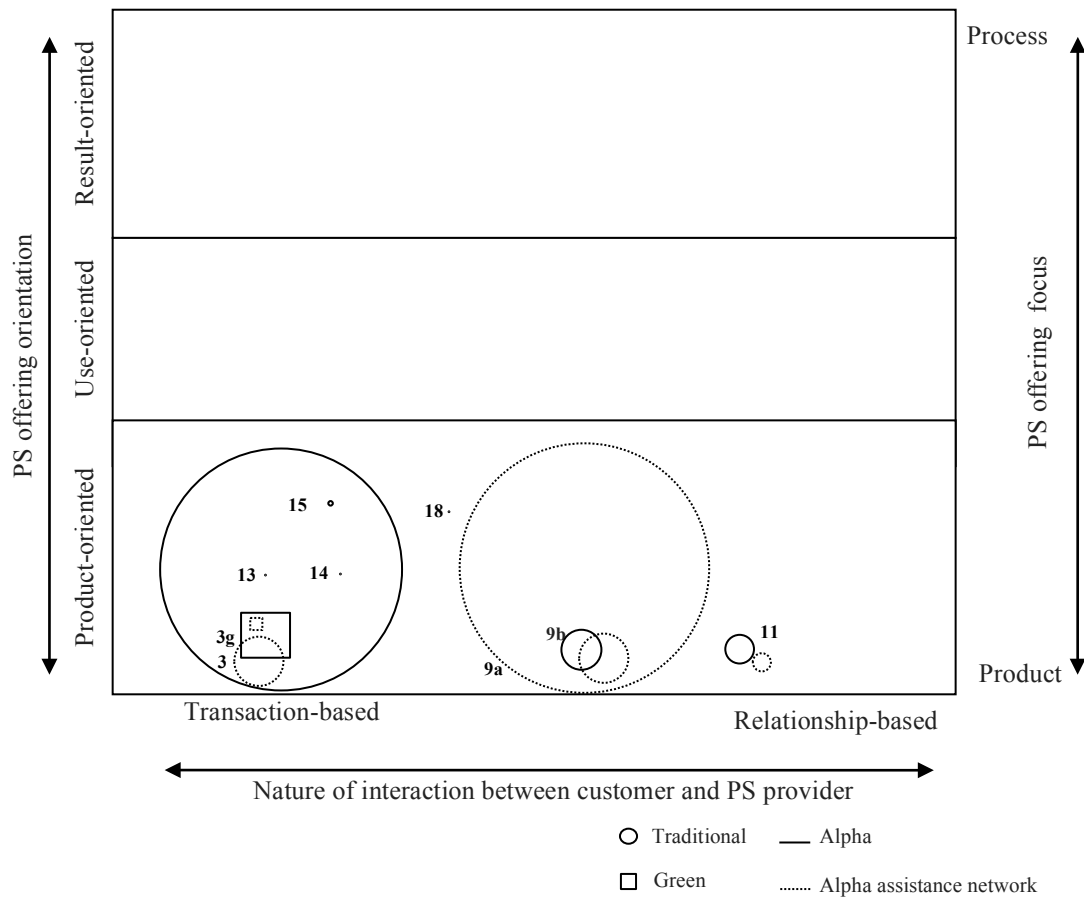 Process
Result-oriented
Use-oriented
Product-oriented
PS offering orientation
PS offering  focus
15
18
13
14
3g
3
9b
9a
11
Product
Transaction-based
Relationship-based
Nature of interaction between customer and PS provider
Traditional
Alpha
Green
Alpha assistance network